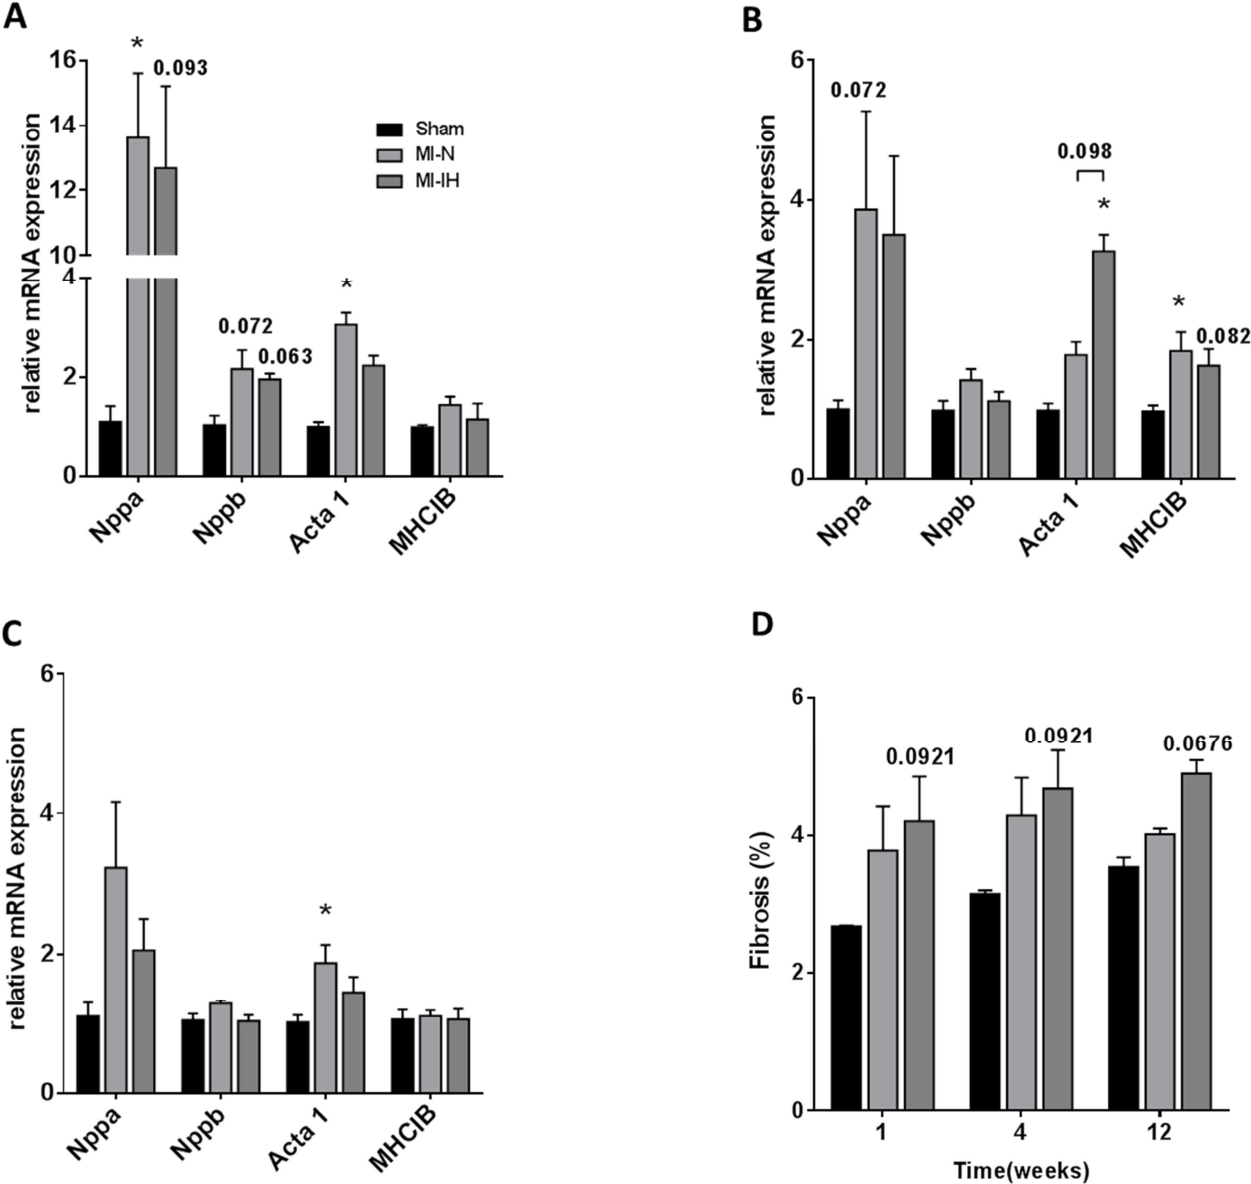 A
16
14
12
10
4
2
0
relative mRNA expression
*
0.093
0.072
0.063
*
Sham
MI-N
MI-IH
Nppa
Nppb
Acta 1
MHCIB
B
6
4
2
0
relative mRNA expression
0.072
0.098
*
*
0.082
Nppa
Nppb
Acta 1
MHCIB
C
6
4
2
0
relative mRNA expression
*
Nppa
Nppb
Acta 1
MHCIB
D
6
4
2
0
Fibrosis (%)
0.0921
0.0921
0.0676
1
4
12
Time(weeks)